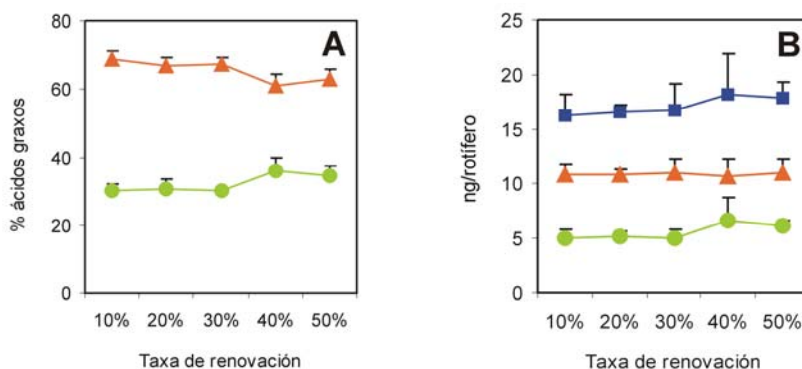 A
80
60
40
20
0
% ácidos graxos
10% 20% 30% 40% 50%
Taxa de renovación
B
25
20
15
10
5
0
ng/rotífero
10% 20% 30% 40% 50%
Taxa de renovación